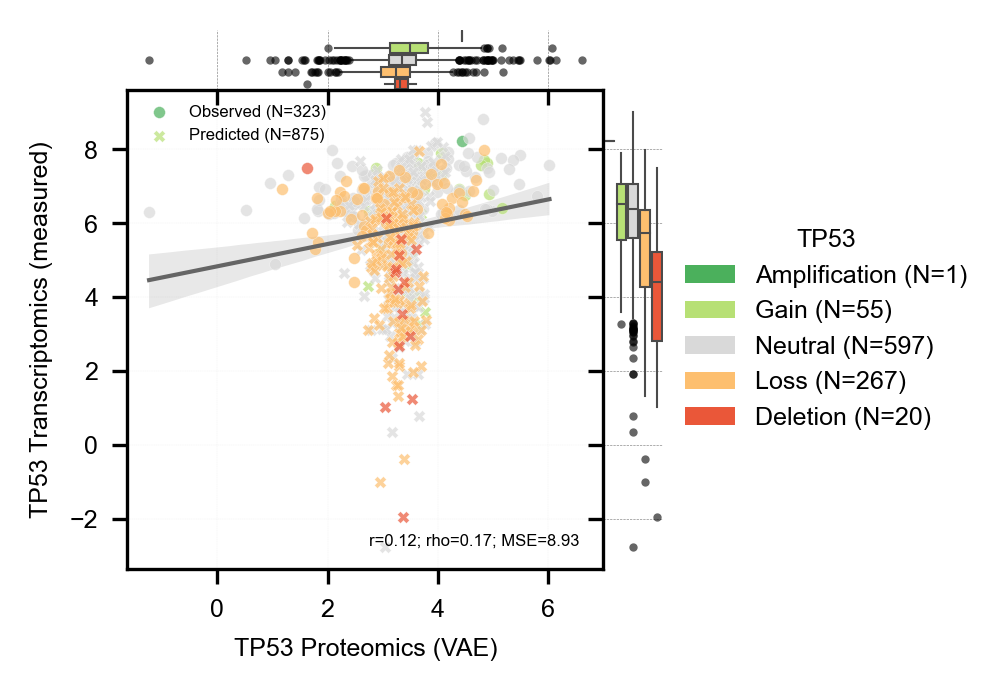 Observed (N=323)
Predicted (N=875)
8
6
4
2
0
−2
TP53 Transcriptomics (measured)
r=0.12; rho=0.17; MSE=8.93
0 2 4 6
TP53 Proteomics (VAE)
TP53
Amplification (N=1)
Gain (N=55)
Neutral (N=597)
Loss (N=267)
Deletion (N=20)